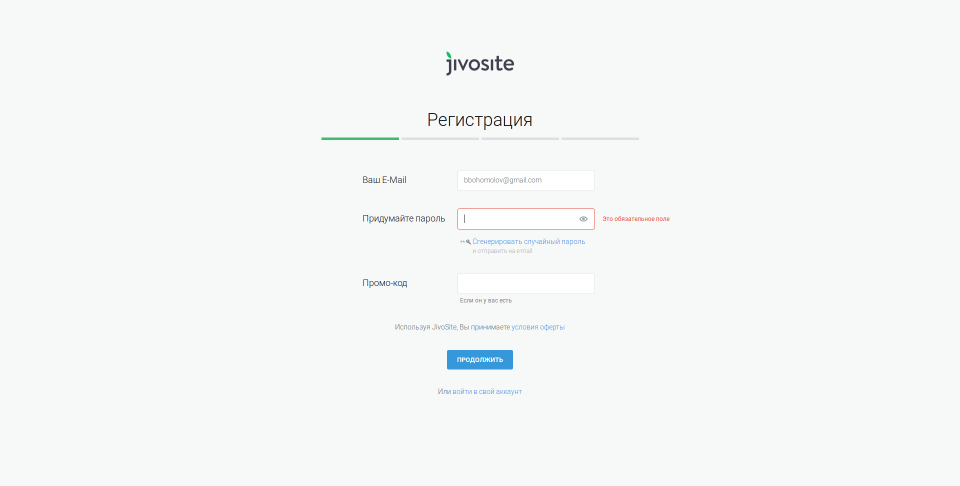 jivosite
Регистрация
Ваш E-Mail
bbohomolov@gmail.com
Придумайте пароль
Это обязательное поле
Сгенерировать случайный пароль
и отправить на email
Промо-код
Если он у вас есть
Используя JivoSite, Вы принимаете условия оферты
ПРОДОЛЖИТЬ
Или войти в свой аккаунт